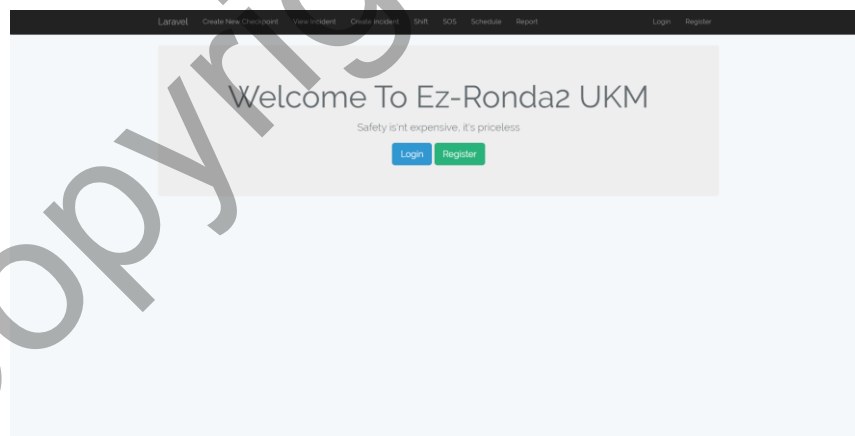 Laravel Create New Checkpoint View Incident Create Incident Shift SOS Schedule Report Login Register
Welcome To Ez-Ronda2 UKM
Safety is'nt expensive, it's priceless
Login Register
opyrig